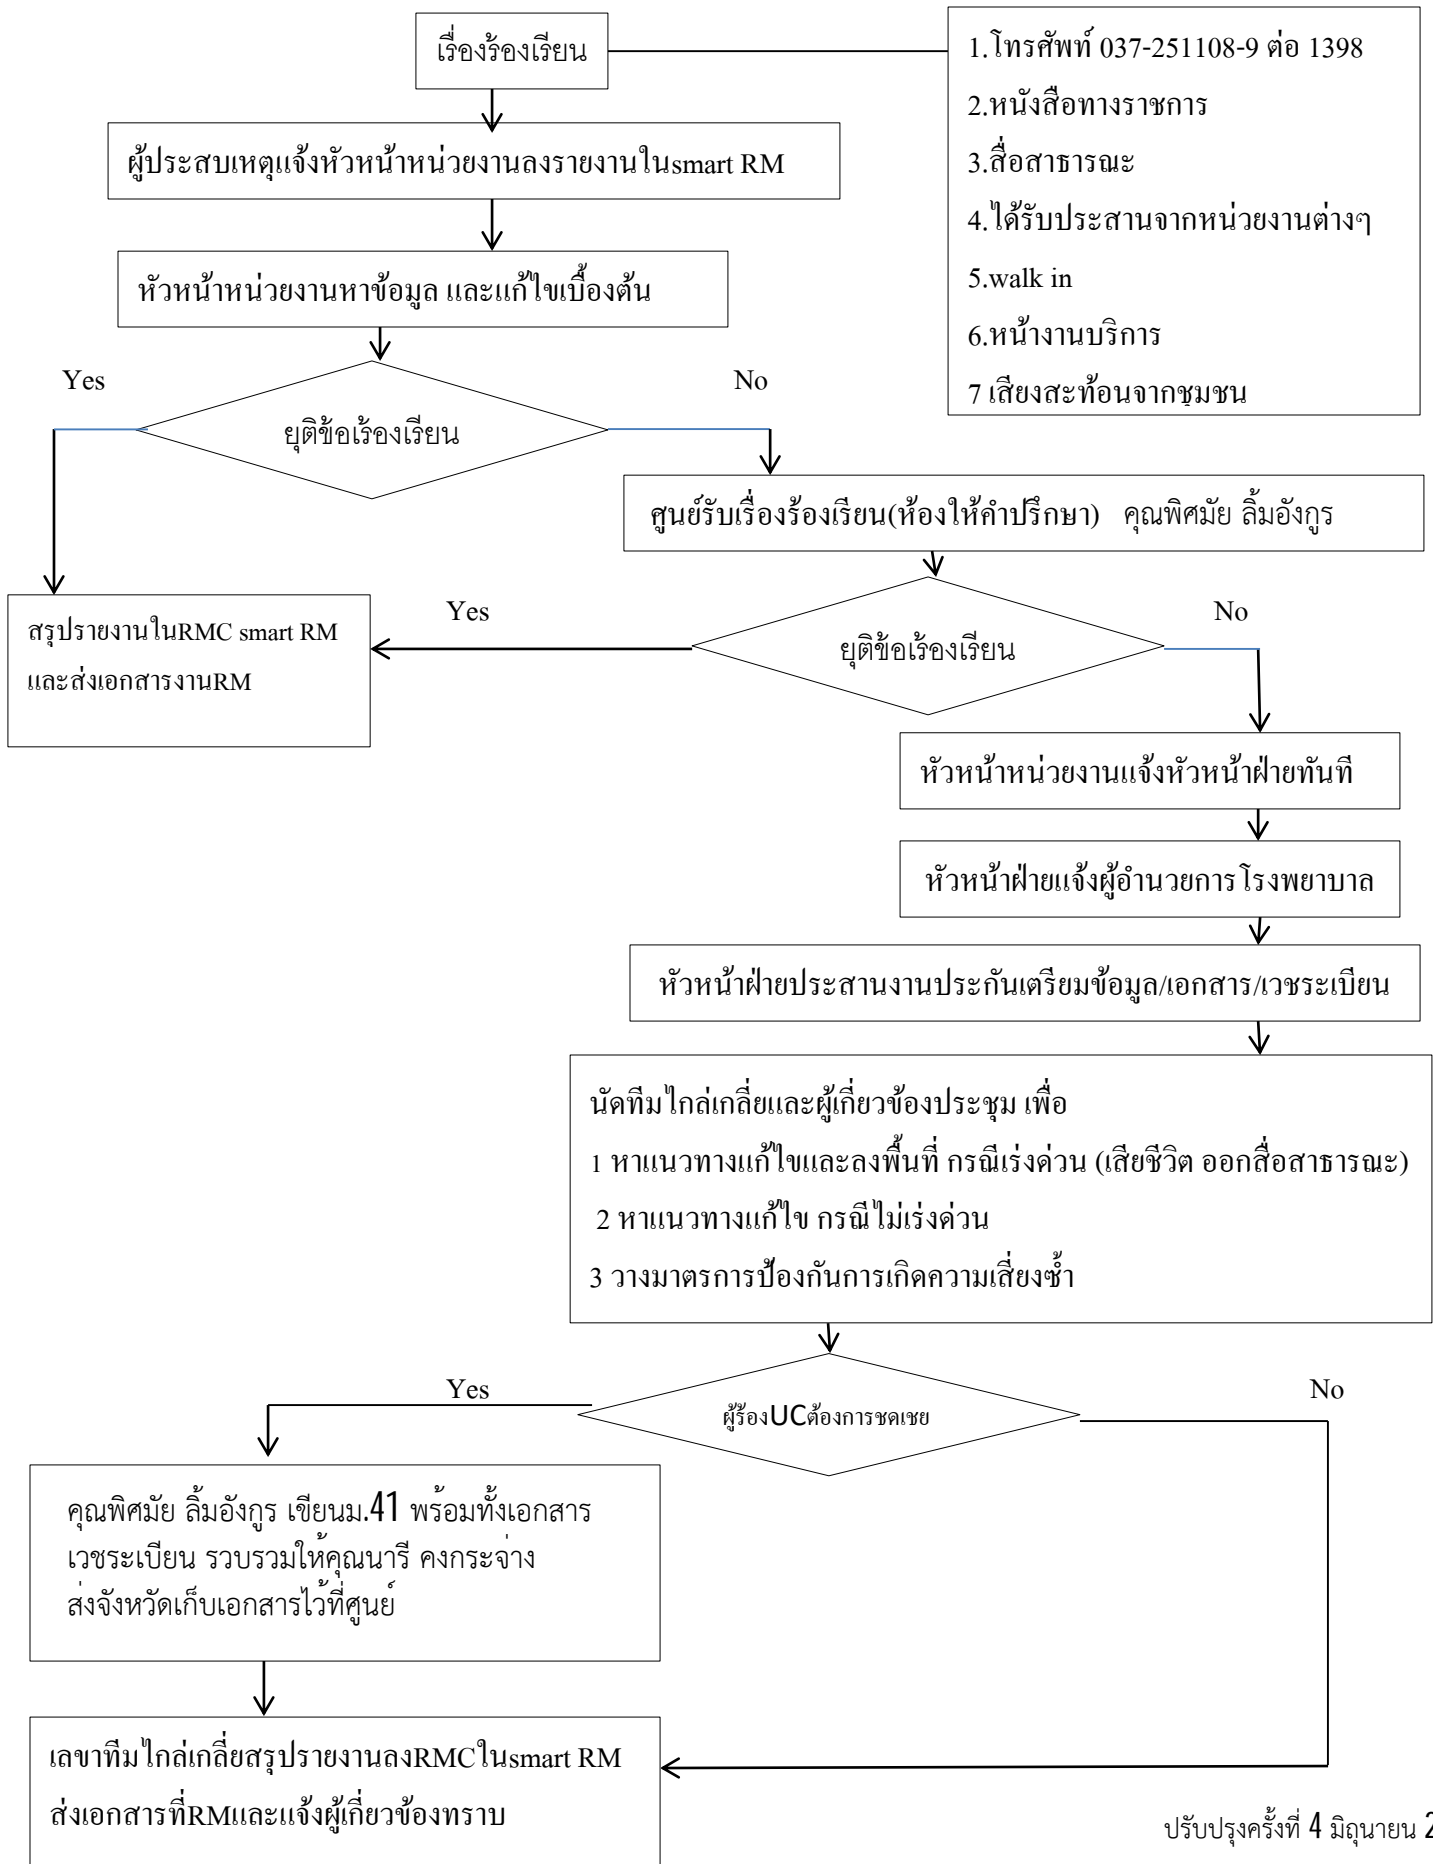 เรื่องร้องเรียน
1.โทรศัพท์ 037-251108-9 ต่อ 1398
2.หนังสือทางราชการ
3.สื่อสาธารณะ
4.ได้รับประสานจากหน่วยงานต่างๆ
5.walk in
6.หน้างานบริการ
7 เสียงสะท้อนจากชุมชน
ผู้ประสบเหตุแจ้งหัวหน้าหน่วยงานลงรายงานในsmart RM
หัวหน้าหน่วยงานหาข้อมูล และแก้ไขเบื้องต้น
Yes
No
ยุติข้อเร้องเรียน
ศูนย์รับเรื่องร้องเรียน(ห้องให้คำปรึกษา) คุณพิศมัย ลิ้มอังกูร
Yes
No
ยุติข้อเร้องเรียน
สรุปรายงานในRMC smart RM
และส่งเอกสารงานRM
หัวหน้าหน่วยงานแจ้งหัวหน้าฝ่ายทันที
หัวหน้าฝ่ายแจ้งผู้อำนวยการโรงพยาบาล
หัวหน้าฝ่ายประสานงานประกันเตรียมข้อมูล/เอกสาร/เวชระเบียน
นัดทีมไกล่เกลี่ยและผู้เกี่ยวข้องประชุม เพื่อ
1 หาแนวทางแก้ไขและลงพื้นที่ กรณีเร่งด่วน (เสียชีวิต ออกสื่อสาธารณะ)
2 หาแนวทางแก้ไข กรณีไม่เร่งด่วน
3 วางมาตรการป้องกันการเกิดความเสี่ยงซ้ำ
Yes
No
ผู้ร้องUCต้องการชดเชย
คุณพิศมัย ลิ้มอังกูร เขียนม.41 พร้อมทั้งเอกสาร
เวชระเบียน รวบรวมให้คุณนารี คงกระจ่าง
ส่งจังหวัดเก็บเอกสารไว้ที่ศูนย์
เลขาทีมไกล่เกลี่ยสรุปรายงานลงRMCในsmart RM
ส่งเอกสารที่RMและแจ้งผู้เกี่ยวข้องทราบ
ปรับปรุงครั้งที่ 4 มิถุนายน 2